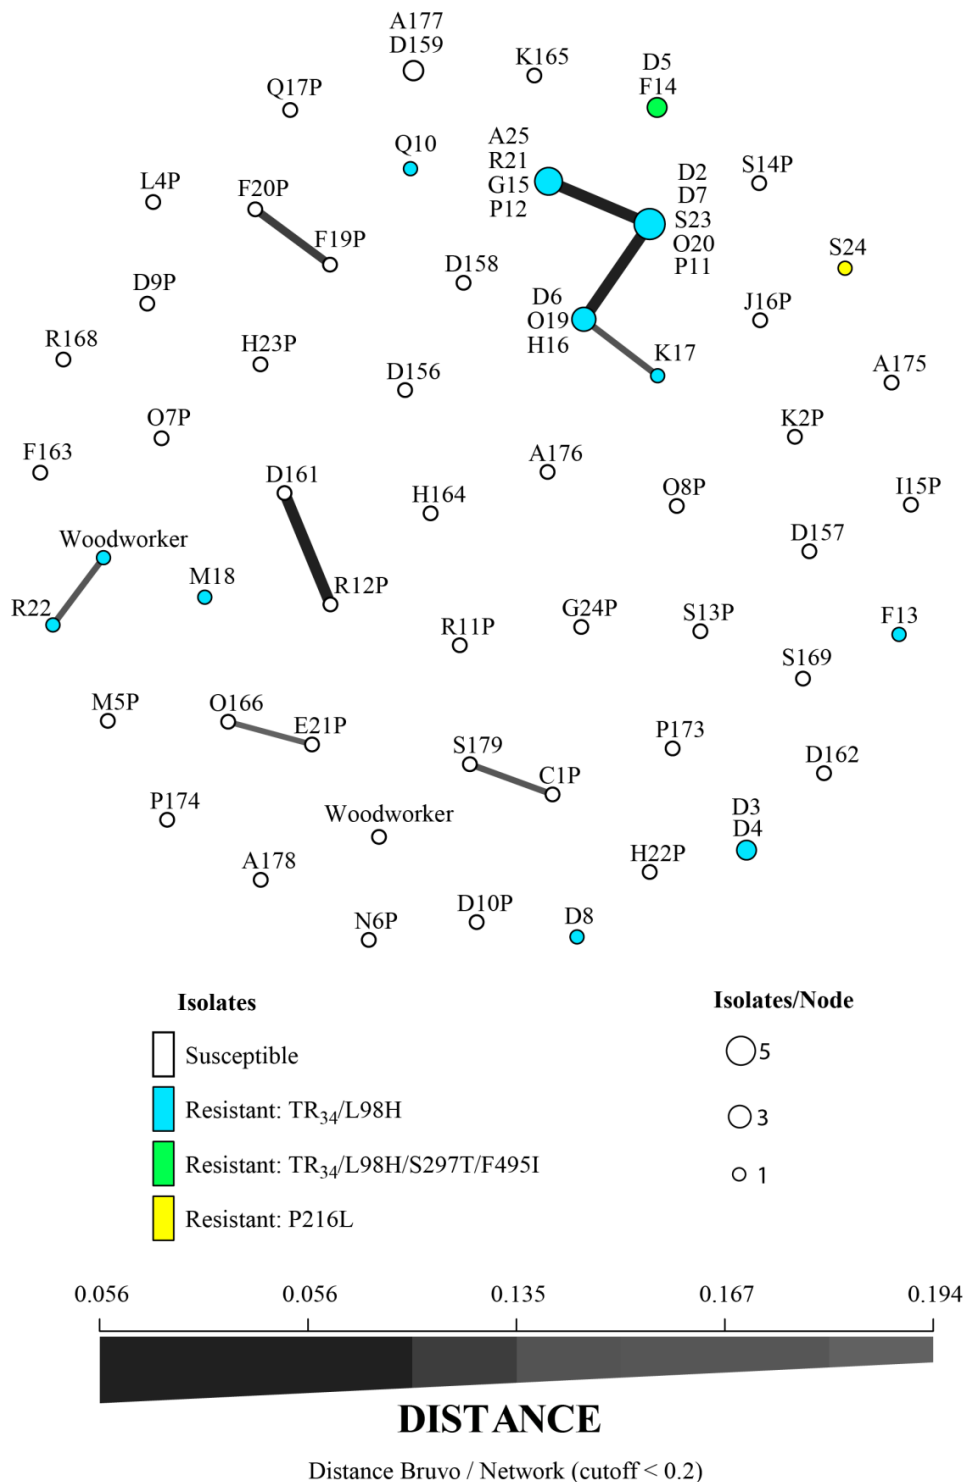 A177
D159
K165
D5
F14
Q17P
Q10
A25
R21
G15
P12
D2
D7
S23
O20
P11
S14P
L4P
F20P
F19P
S24
D158
D9P
D6
O19
H16
J16P
R168
H23P
K17
A175
D156
O7P
K2P
F163
D161
A176
H164
O8P
I15P
Woodworker
D157
M18
R22
R12P
G24P
S13P
F13
R11P
S169
M5P
O166
E21P
P173
S179
D162
C1P
P174
Woodworker
D3
D4
A178
H22P
N6P
D10P
D8
Isolates
Susceptible
Resistant: TR34/L98H
Resistant: TR34/L98H/S297T/F495I
Resistant: P216L
Isolates/Node
5
3
1
0.056 0.056 0.135 0.167 0.194
DISTANCE
Distance Bruvo / Network (cutoff < 0.2)